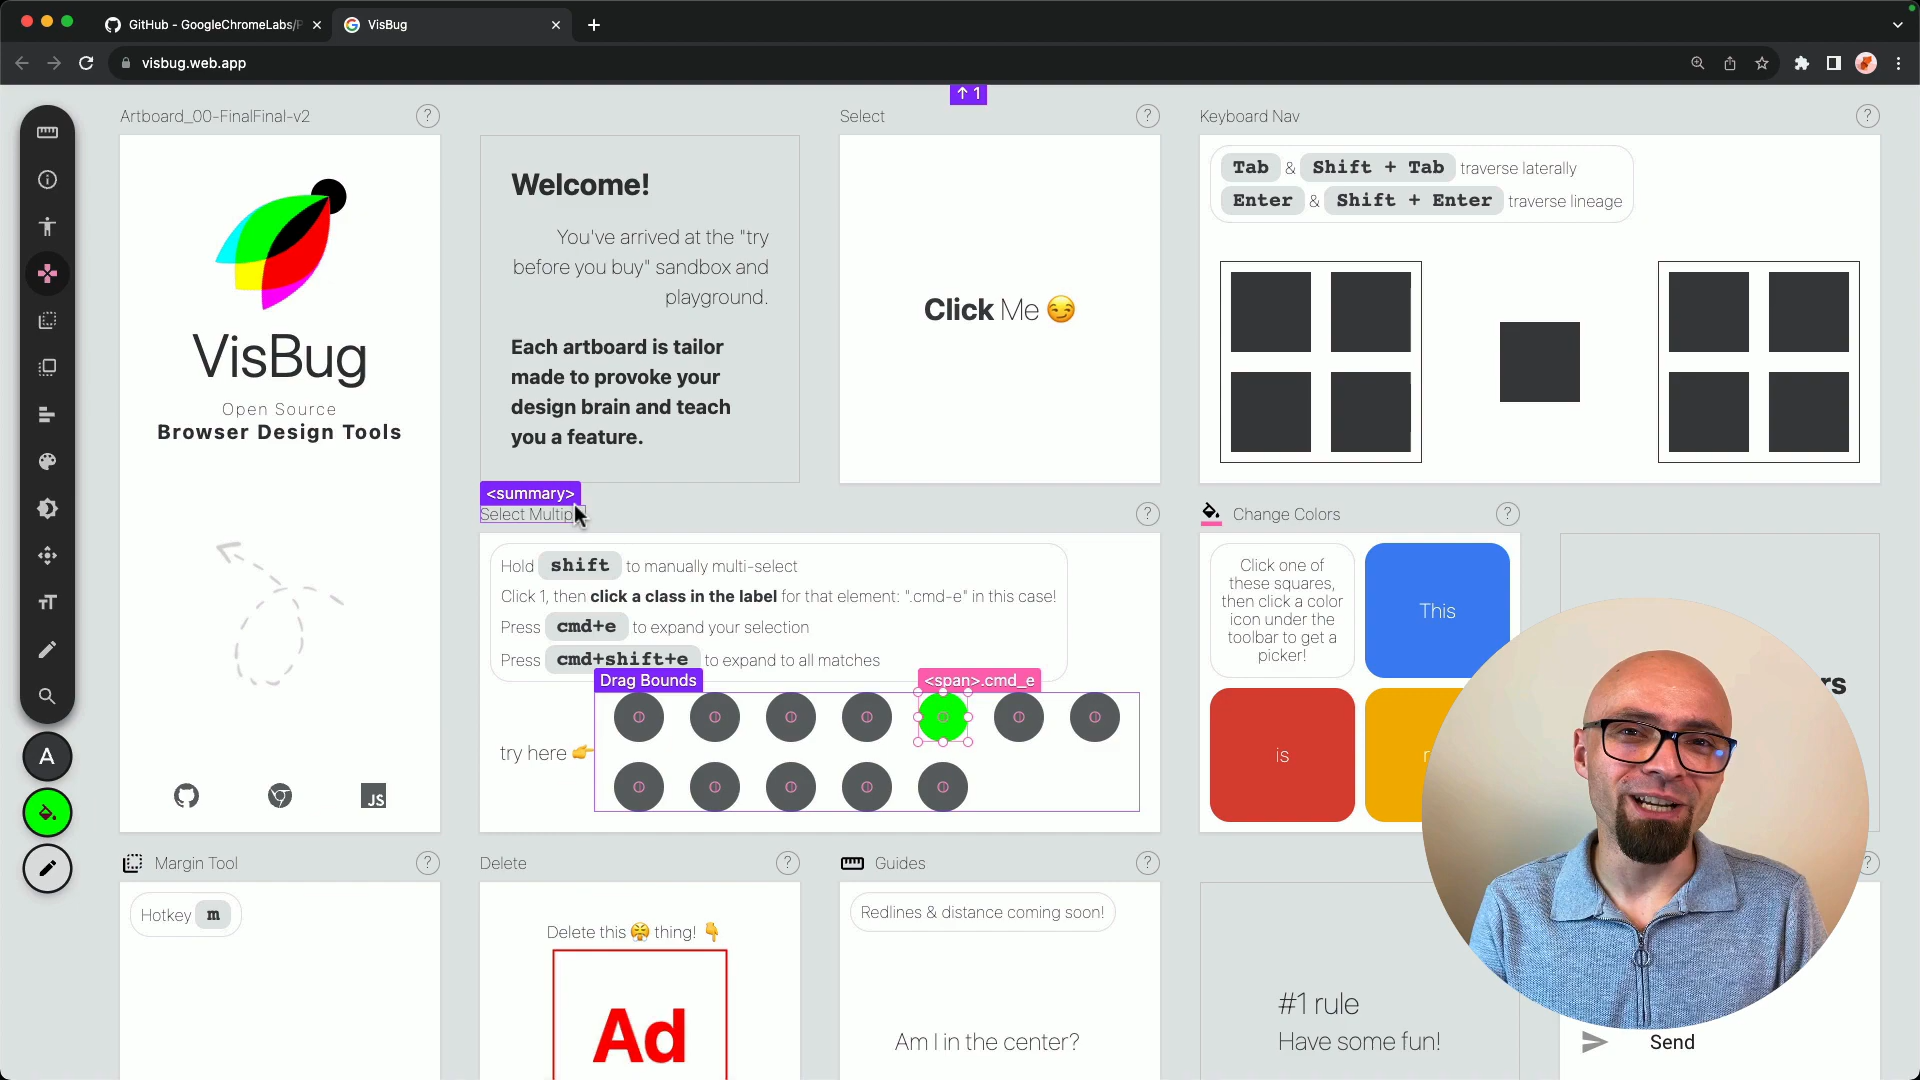 GitHub - GoogleChromeLabs/P
VisBug
visbug.web.app
↑ 1
Artboard_00-FinalFinal-v2
?
VisBug
Open Source
Browser Design Tools
JS
Welcome!
You've arrived at the "try
before you buy" sandbox and
playground.
Each artboard is tailor
made to provoke your
design brain and teach
you a feature.
Select
?
Click Me 😏
Keyboard Nav
?
Tab & Shift + Tab traverse laterally
Enter & Shift + Enter traverse lineage
<summary>
Select Multip
?
Hold shift to manually multi-select
Click 1, then click a class in the label for that element: ".cmd-e" in this case!
Press cmd+e to expand your selection
Press cmd+shift+e to expand to all matches
Drag Bounds
<span>.cmd_e
try here 👉
Change Colors
?
Click one of
these squares,
then click a color
icon under the
toolbar to get a
picker!
This
is
rs
A
Margin Tool
?
Hotkey m
Delete
?
Delete this 😤 thing! 👇
Ad
Guides
?
Redlines & distance coming soon!
Am I in the center?
#1 rule
Have some fun!
?
Send